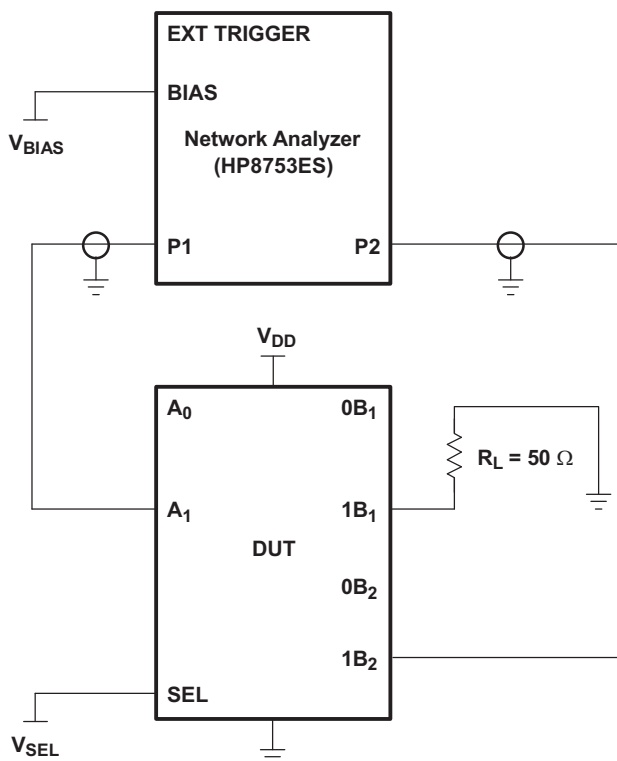 EXT TRIGGER
BIAS
V_BIAS
Network Analyzer
(HP8753ES)
P1
P2
V_DD
A_0
0B_1
R_L = 50 Ω
A_1
1B_1
DUT
0B_2
1B_2
SEL
V_SEL